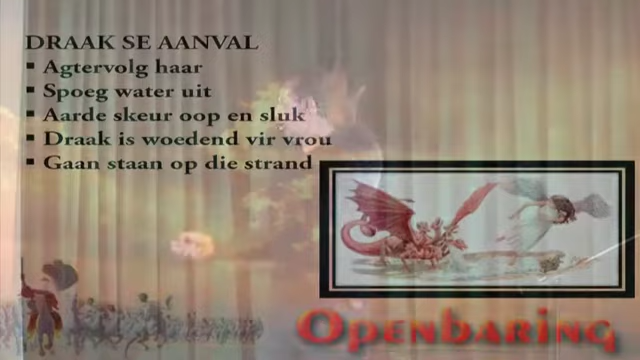 DRAAK SE AANVAL
▪ Agtervolg haar
▪ Spoeg water uit
▪ Aarde skeur oop en sluk
▪ Draak is woedend vir vrou
▪ Gaan staan op die strand
Openbaring